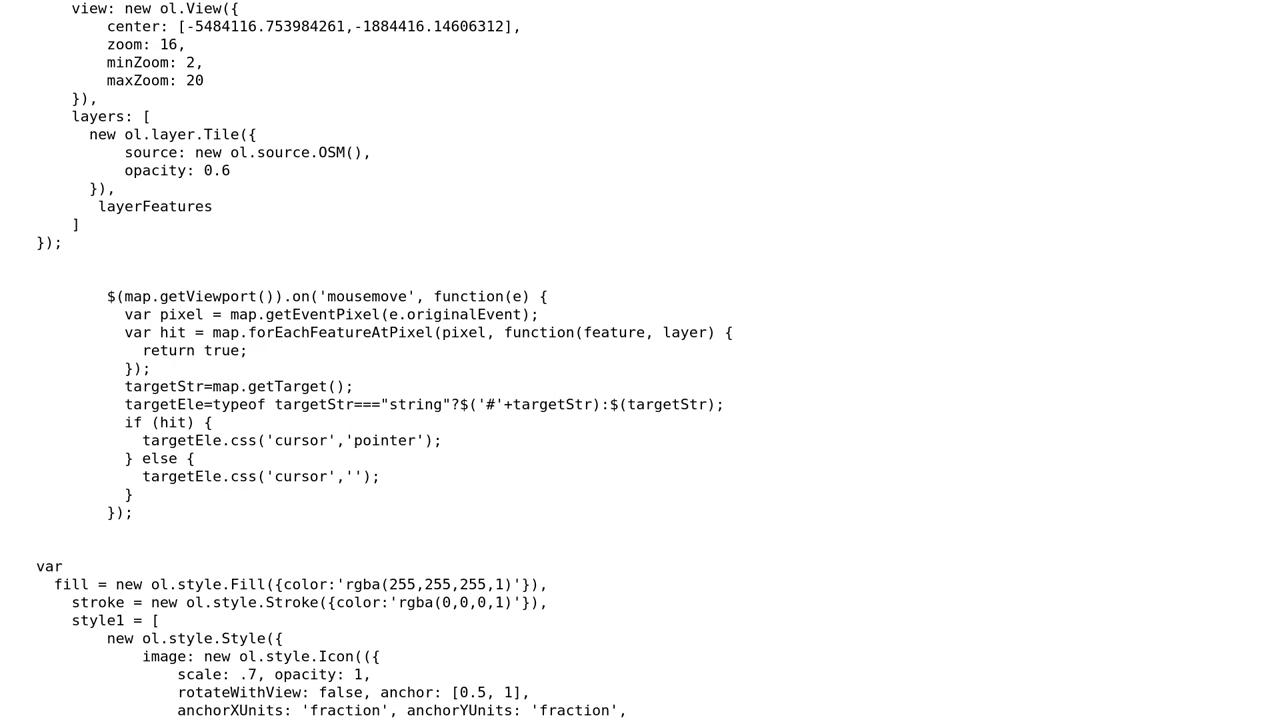 view: new ol.View({
center: [-5484116.753984261,-1884416.14606312],
zoom: 16,
minZoom: 2,
maxZoom: 20
}),
layers: [
new ol.layer.Tile({
source: new ol.source.OSM(),
opacity: 0.6
}),
layerFeatures
]
});
$(map.getViewport()).on('mousemove', function(e) {
var pixel = map.getEventPixel(e.originalEvent);
var hit = map.forEachFeatureAtPixel(pixel, function(feature, layer) {
return true;
});
targetStr=map.getTarget();
targetEle=typeof targetStr==="string"?$('#'+targetStr):$(targetStr);
if (hit) {
targetEle.css('cursor','pointer');
} else {
targetEle.css('cursor','');
}
});
var
fill = new ol.style.Fill({color:'rgba(255,255,255,1)'}),
stroke = new ol.style.Stroke({color:'rgba(0,0,0,1)'}),
style1 = [
new ol.style.Style({
image: new ol.style.Icon(({
scale: .7, opacity: 1,
rotateWithView: false, anchor: [0.5, 1],
anchorXUnits: 'fraction', anchorYUnits: 'fraction',